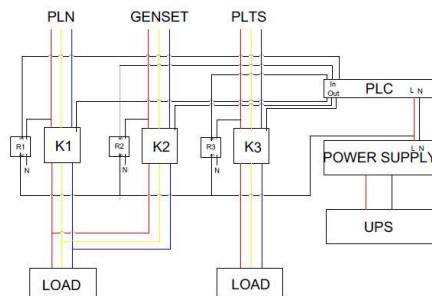 PLN GENSET PLTS
In
Out PLC L N
R1 K1 R2 K2 R3 K3
N N N
L N
POWER SUPPLY
UPS
LOAD LOAD